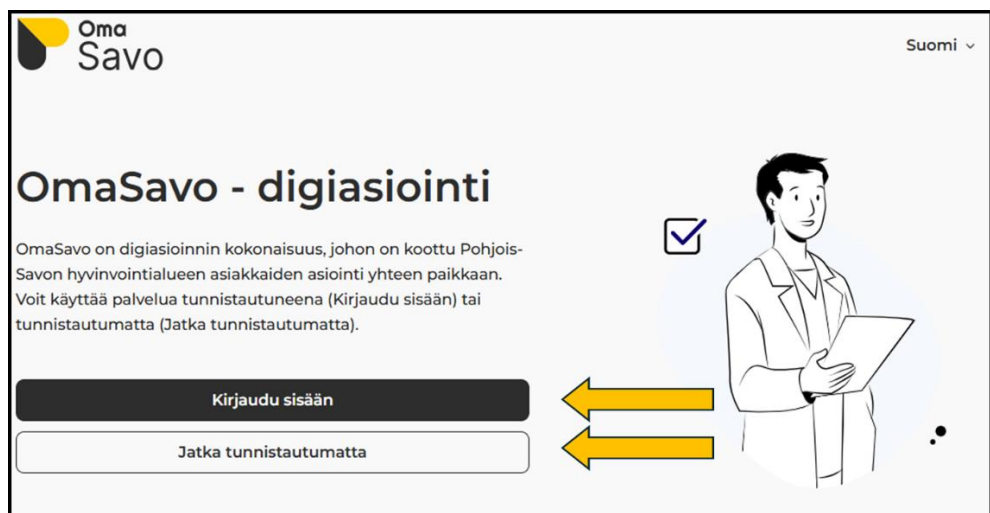 Oma
Savo
Suomi
OmaSavo - digiasiointi
OmaSavo on digiasioinnin kokonaisuus, johon on koottu Pohjois-
Savon hyvinvointialueen asiakkaiden asiointi yhteen paikkaan.
Voit käyttää palvelua tunnistautuneena (Kirjaudu sisään) tai
tunnistautumatta (Jatka tunnistautumatta).
Kirjaudu sisään
Jatka tunnistautumatta